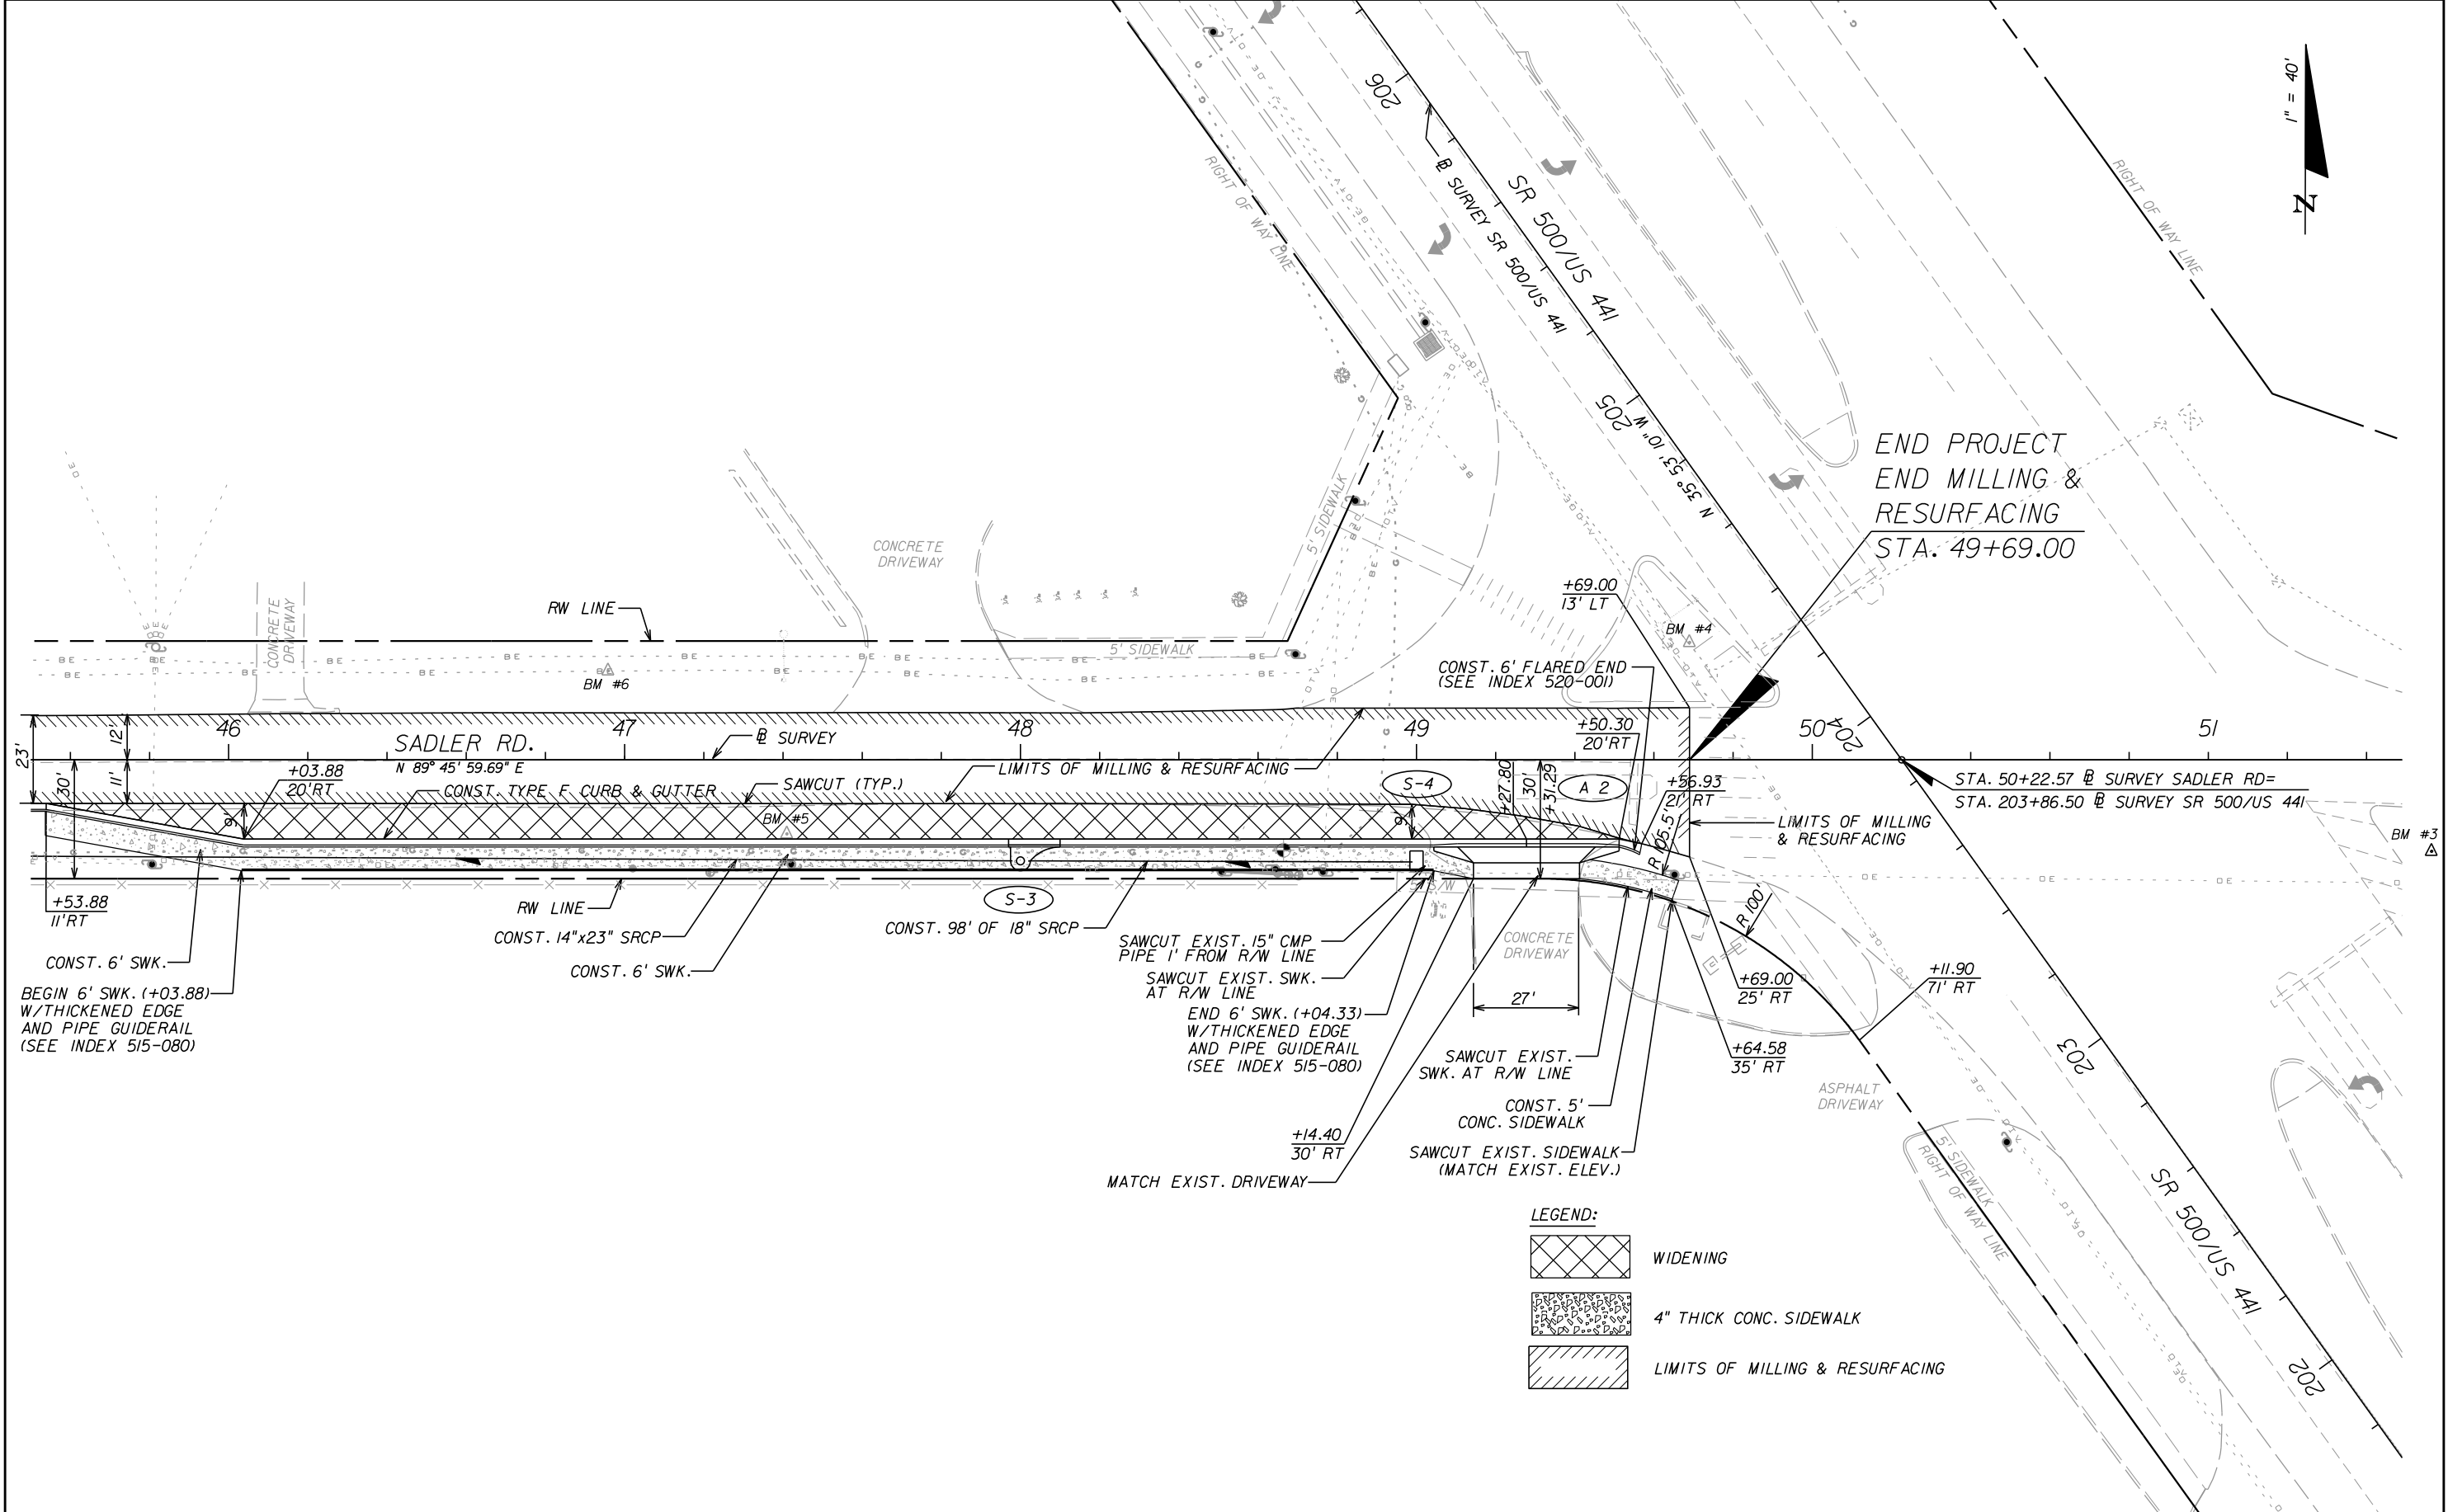 206
1" = 40'
N
RIGHT OF WAY LINE
RIGHT OF WAY LINE
℄ SURVEY SR 500/US 441
SR 500/US 441
205
N 35° 53' 10" W
END PROJECT
END MILLING &
RESURFACING
STA. 49+69.00
5' SIDEWALK
CONCRETE
DRIVEWAY
CONCRETE
DRIVEWAY
RW LINE
5' SIDEWALK
BM #6
+69.00
13' LT
BM #4
CONST. 6' FLARED END
(SEE INDEX 520-001)
46
47
48
49
50
51
204
+50.30
20'RT
23'
12'
11'
30'
SADLER RD.
N 89° 45' 59.69" E
℄ SURVEY
+03.88
20'RT
LIMITS OF MILLING & RESURFACING
SAWCUT (TYP.)
CONST. TYPE F CURB & GUTTER
BM #5
9'
S-4
9'
+27.80
30'
+31.29
A 2
+56.93
21' RT
R 105.5'
STA. 50+22.57 ℄ SURVEY SADLER RD=
STA. 203+86.50 ℄ SURVEY SR 500/US 441
LIMITS OF MILLING
& RESURFACING
BM #3
+53.88
11'RT
RW LINE
S-3
S/W
R 100'
CONST. 14"x23" SRCP
CONST. 98' OF 18" SRCP
CONST. 6' SWK.
CONST. 6' SWK.
SAWCUT EXIST. 15" CMP
PIPE 1' FROM R/W LINE
SAWCUT EXIST. SWK.
AT R/W LINE
CONCRETE
DRIVEWAY
BEGIN 6' SWK. (+03.88)
W/THICKENED EDGE
AND PIPE GUIDERAIL
(SEE INDEX 515-080)
END 6' SWK. (+04.33)
W/THICKENED EDGE
AND PIPE GUIDERAIL
(SEE INDEX 515-080)
27'
+69.00
25' RT
+11.90
71' RT
+64.58
35' RT
SAWCUT EXIST.
SWK. AT R/W LINE
203
ASPHALT
DRIVEWAY
CONST. 5'
CONC. SIDEWALK
+14.40
30' RT
SAWCUT EXIST. SIDEWALK
(MATCH EXIST. ELEV.)
MATCH EXIST. DRIVEWAY
5' SIDEWALK
RIGHT OF WAY LINE
SR 500/US 441
202
LEGEND:
WIDENING
4" THICK CONC. SIDEWALK
LIMITS OF MILLING & RESURFACING